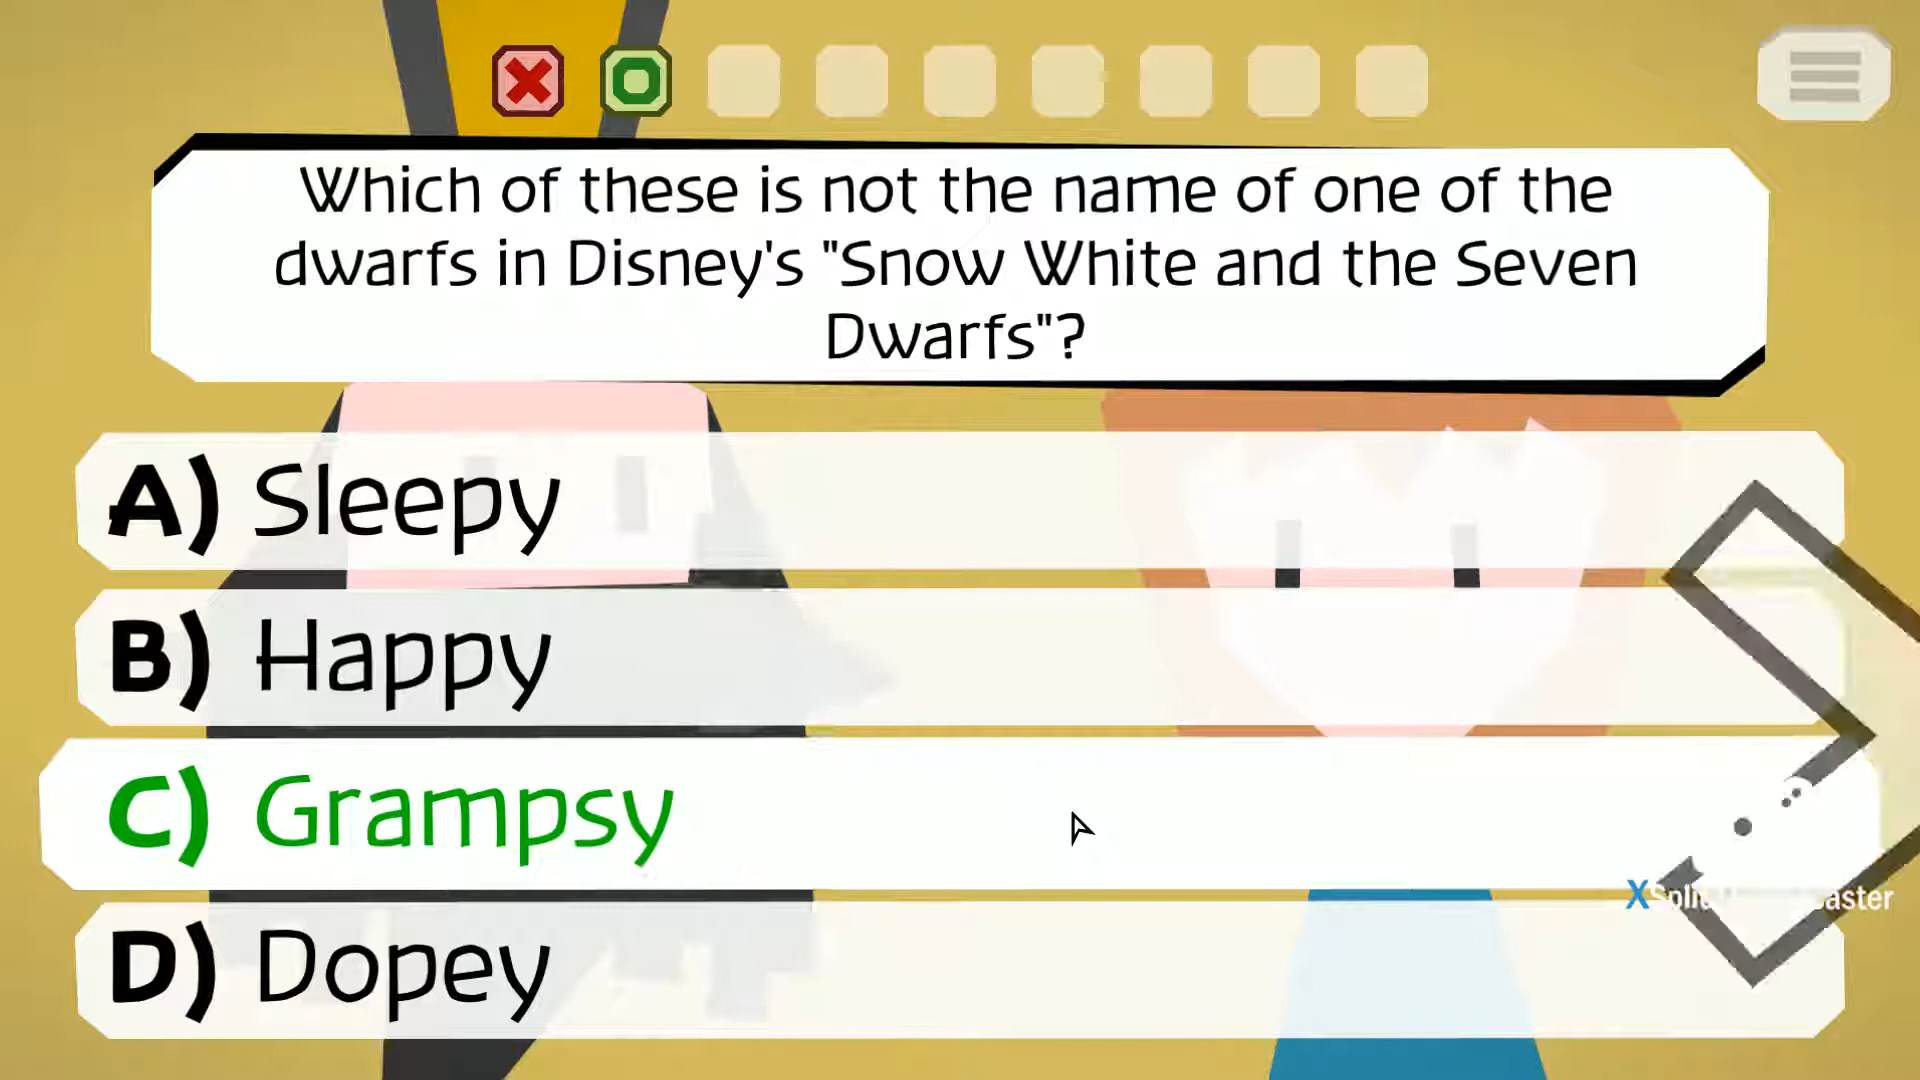 Which of these is not the name of one of the
dwarfs in Disney's "Snow White and the Seven
Dwarfs"?
A) Sleepy
B) Happy
C) Grampsy
D) Dopey